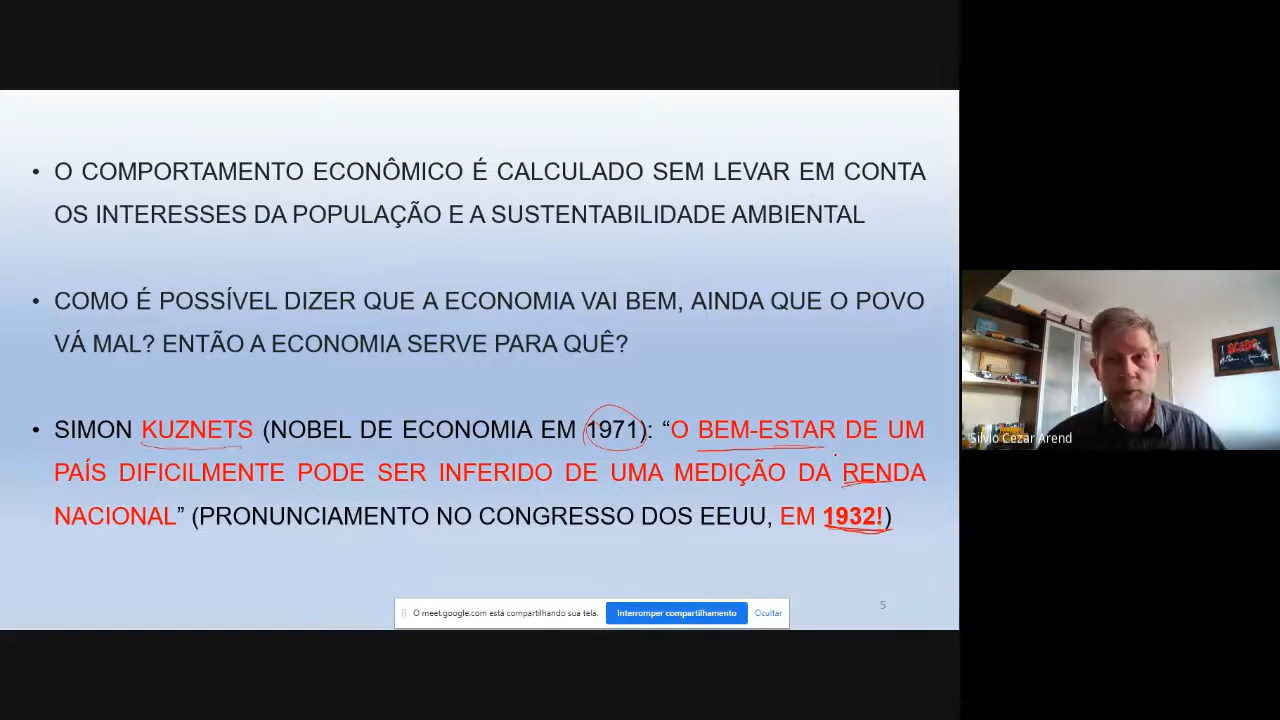 • O COMPORTAMENTO ECONÔMICO É CALCULADO SEM LEVAR EM CONTA
OS INTERESSES DA POPULAÇÃO E A SUSTENTABILIDADE AMBIENTAL
• COMO É POSSÍVEL DIZER QUE A ECONOMIA VAI BEM, AINDA QUE O POVO
VÁ MAL? ENTÃO A ECONOMIA SERVE PARA QUÊ?
• SIMON KUZNETS (NOBEL DE ECONOMIA EM 1971): “O BEM-ESTAR DE UM
PAÍS DIFICILMENTE PODE SER INFERIDO DE UMA MEDIÇÃO DA RENDA
NACIONAL” (PRONUNCIAMENTO NO CONGRESSO DOS EEUU, EM 1932!)
O meet.google.com está compartilhando sua tela. Interromper compartilhamento Ocultar
5
AC/DC
Silvio Cezar Arend